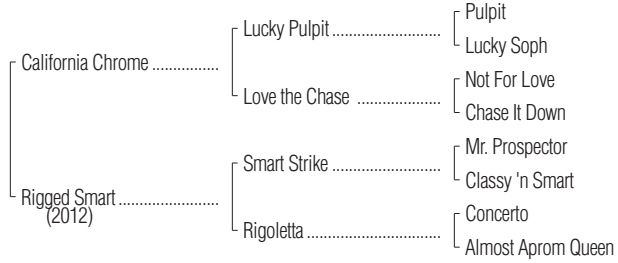 Pulpit
Lucky Pulpit
Lucky Soph
California Chrome
Not For Love
Love the Chase
Chase It Down
Mr. Prospector
Smart Strike
Classy 'n Smart
Rigged Smart
(2012)
Concerto
Rigoletta
Almost Aprom Queen